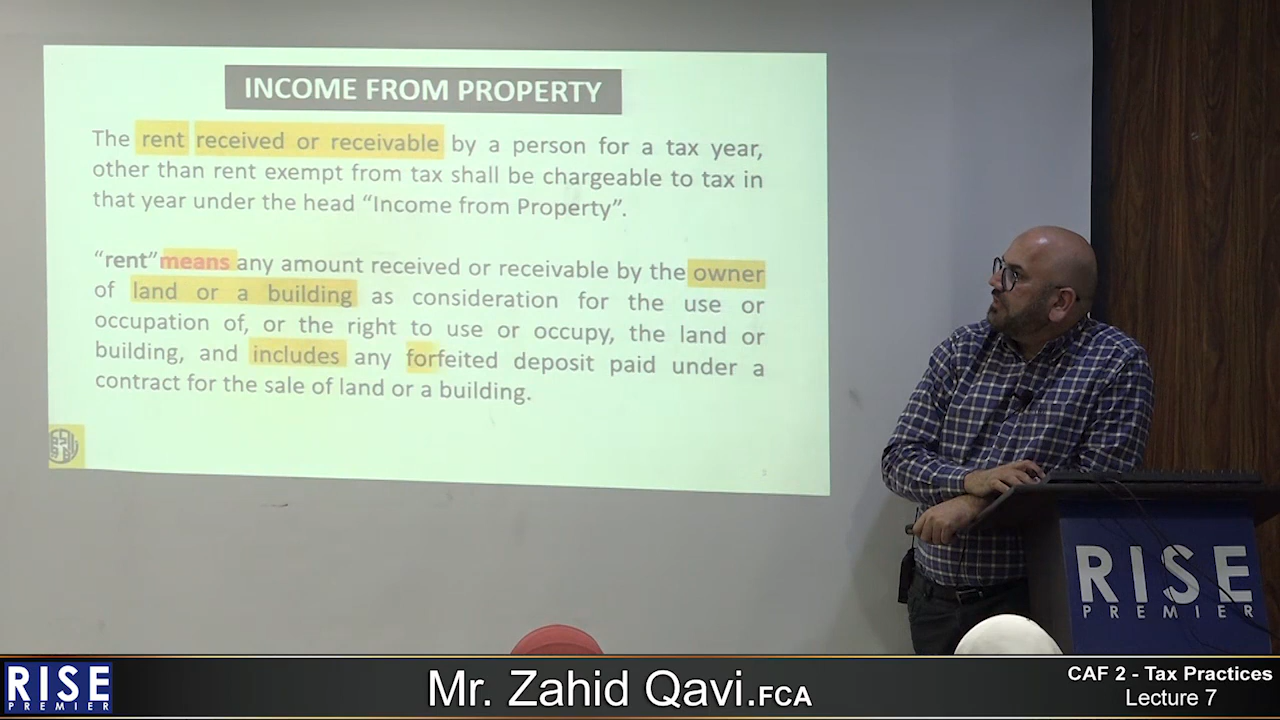 INCOME FROM PROPERTY
The rent received or receivable by a person for a tax year,
other than rent exempt from tax shall be chargeable to tax in
that year under the head “Income from Property”.
“rent” means any amount received or receivable by the owner
of land or a building as consideration for the use or
occupation of, or the right to use or occupy, the land or
building, and includes any forfeited deposit paid under a
contract for the sale of land or a building.
RISE
PREMIER
RISE
PREMIER
Mr. Zahid Qavi.FCA
CAF 2 - Tax Practices
Lecture 7